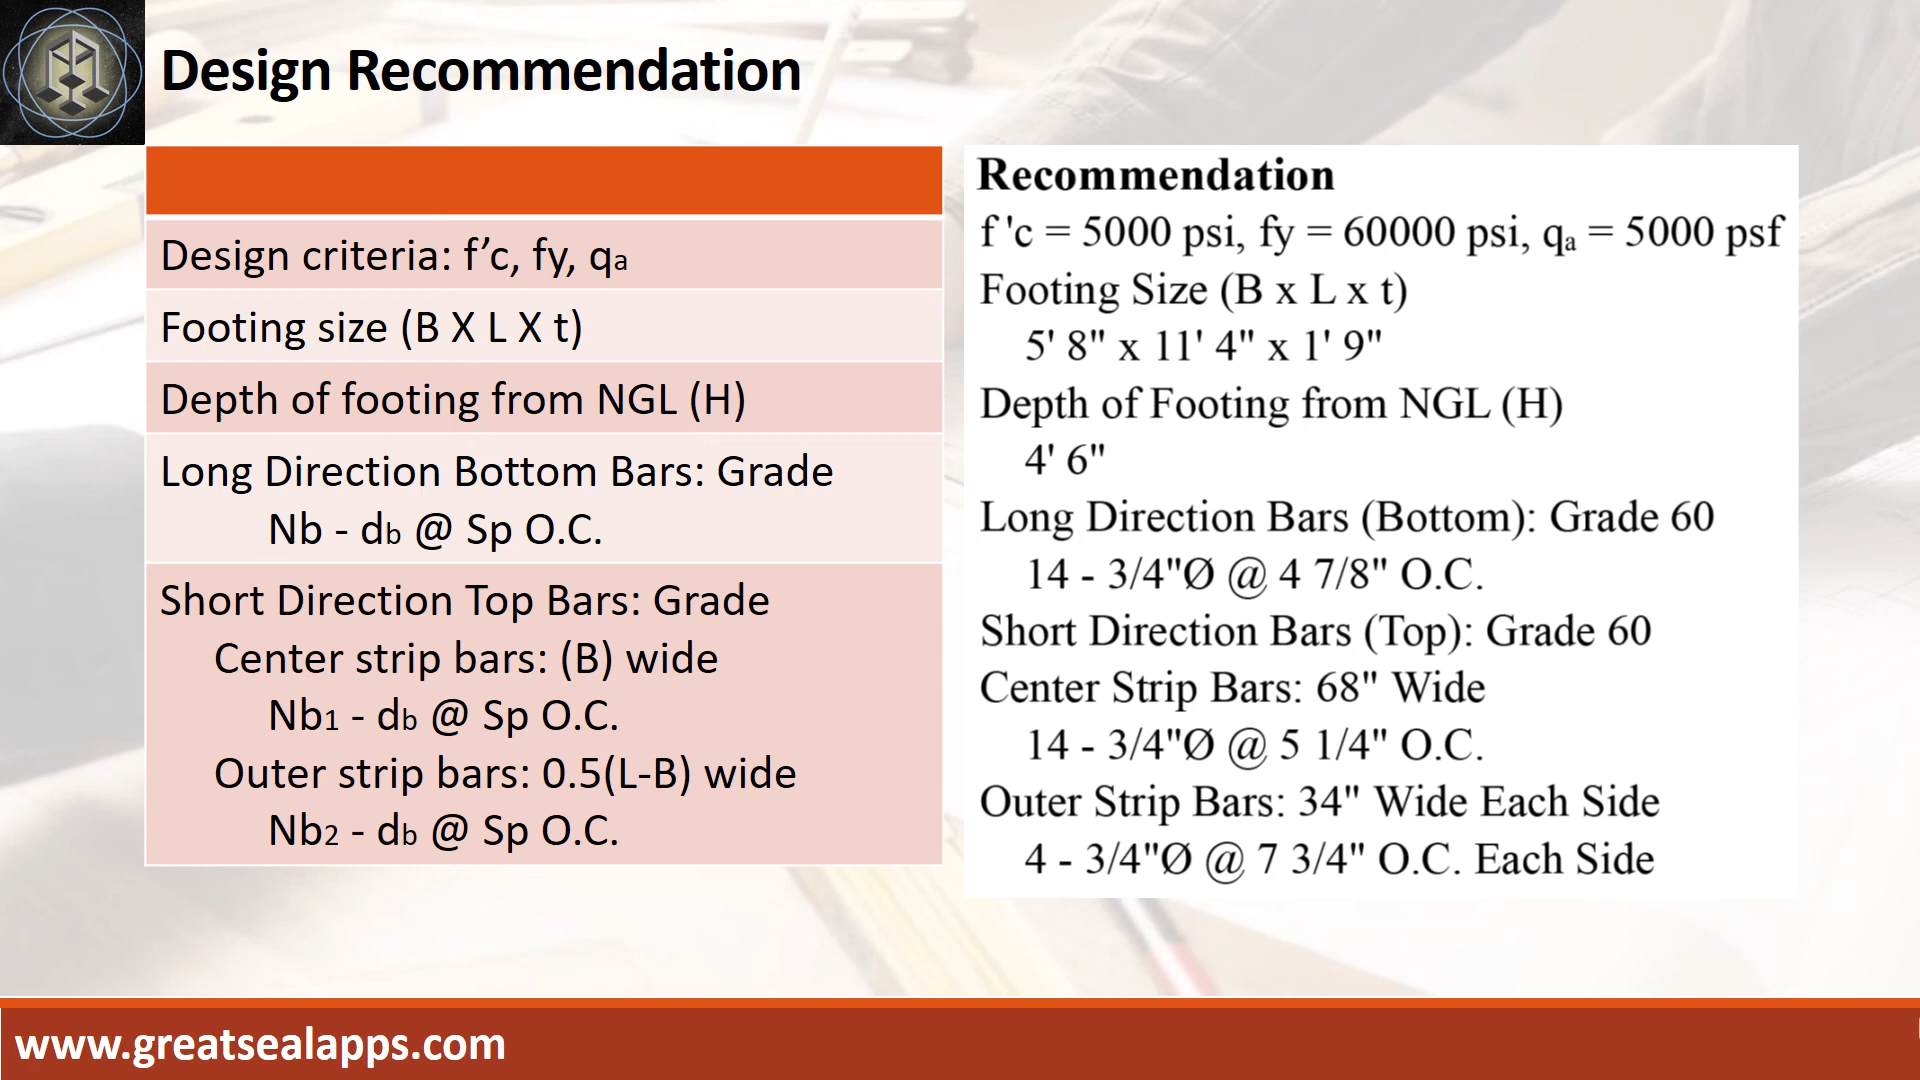 Design Recommendation
Design criteria: f’c, fy, qa
Footing size (B X L X t)
Depth of footing from NGL (H)
Long Direction Bottom Bars: Grade
Nb - db @ Sp O.C.
Short Direction Top Bars: Grade
Center strip bars: (B) wide
Nb1 - db @ Sp O.C.
Outer strip bars: 0.5(L-B) wide
Nb2 - db @ Sp O.C.
Recommendation
f 'c = 5000 psi, fy = 60000 psi, qa = 5000 psf
Footing Size (B x L x t)
5' 8" x 11' 4" x 1' 9"
Depth of Footing from NGL (H)
4' 6"
Long Direction Bars (Bottom): Grade 60
14 - 3/4"Ø @ 4 7/8" O.C.
Short Direction Bars (Top): Grade 60
Center Strip Bars: 68" Wide
14 - 3/4"Ø @ 5 1/4" O.C.
Outer Strip Bars: 34" Wide Each Side
4 - 3/4"Ø @ 7 3/4" O.C. Each Side
www.greatsealapps.com